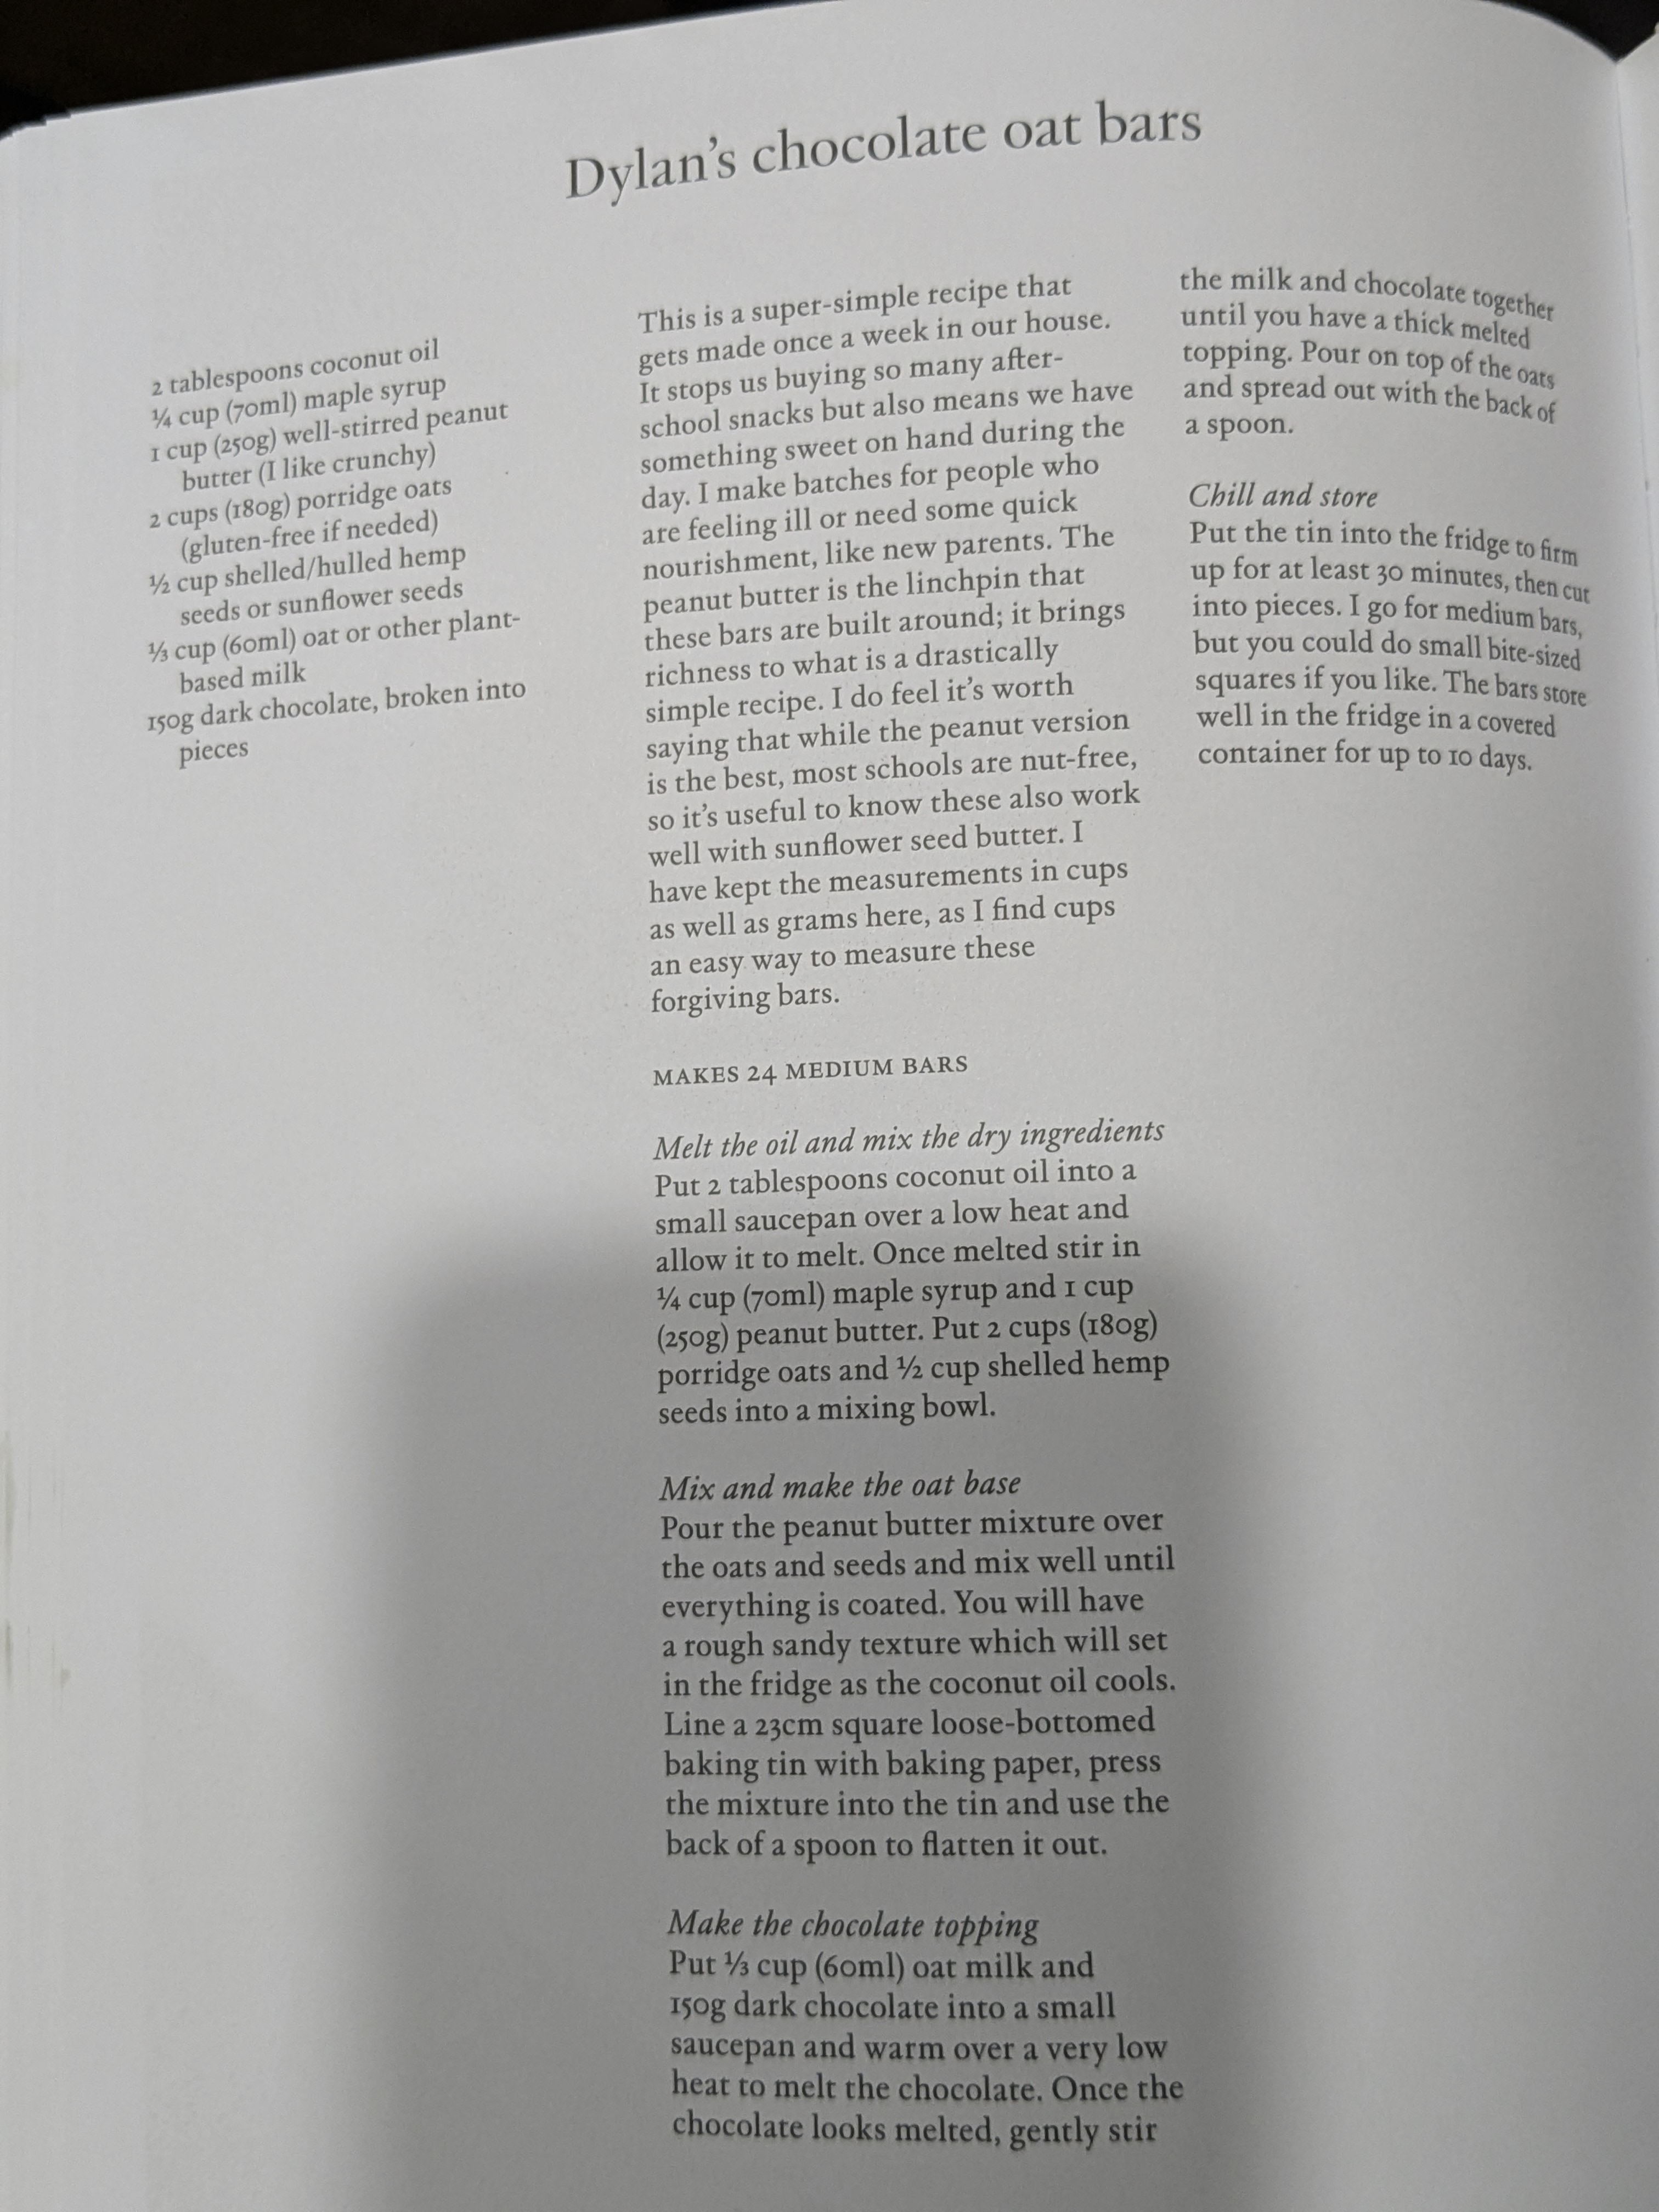 Dylan's chocolate oat bars
2 tablespoons coconut oil
¼ cup (70ml) maple syrup
1 cup (250g) well-stirred peanut
butter (I like crunchy)
2 cups (180g) porridge oats
(gluten-free if needed)
½ cup shelled/hulled hemp
seeds or sunflower seeds
⅓ cup (60ml) oat or other plant-
based milk
150g dark chocolate, broken into
pieces
This is a super-simple recipe that
gets made once a week in our house.
It stops us buying so many after-
school snacks but also means we have
something sweet on hand during the
day. I make batches for people who
are feeling ill or need some quick
nourishment, like new parents. The
peanut butter is the linchpin that
these bars are built around; it brings
richness to what is a drastically
simple recipe. I do feel it's worth
saying that while the peanut version
is the best, most schools are nut-free,
so it's useful to know these also work
well with sunflower seed butter. I
have kept the measurements in cups
as well as grams here, as I find cups
an easy way to measure these
forgiving bars.
MAKES 24 MEDIUM BARS
Melt the oil and mix the dry ingredients
Put 2 tablespoons coconut oil into a
small saucepan over a low heat and
allow it to melt. Once melted stir in
¼ cup (70ml) maple syrup and 1 cup
(250g) peanut butter. Put 2 cups (180g)
porridge oats and ½ cup shelled hemp
seeds into a mixing bowl.
Mix and make the oat base
Pour the peanut butter mixture over
the oats and seeds and mix well until
everything is coated. You will have
a rough sandy texture which will set
in the fridge as the coconut oil cools.
Line a 23cm square loose-bottomed
baking tin with baking paper, press
the mixture into the tin and use the
back of a spoon to flatten it out.
Make the chocolate topping
Put ⅓ cup (60ml) oat milk and
150g dark chocolate into a small
saucepan and warm over a very low
heat to melt the chocolate. Once the
chocolate looks melted, gently stir
the milk and chocolate together
until you have a thick melted
topping. Pour on top of the oats
and spread out with the back of
a spoon.
Chill and store
Put the tin into the fridge to firm
up for at least 30 minutes, then cut
into pieces. I go for medium bars,
but you could do small bite-sized
squares if you like. The bars store
well in the fridge in a covered
container for up to 10 days.